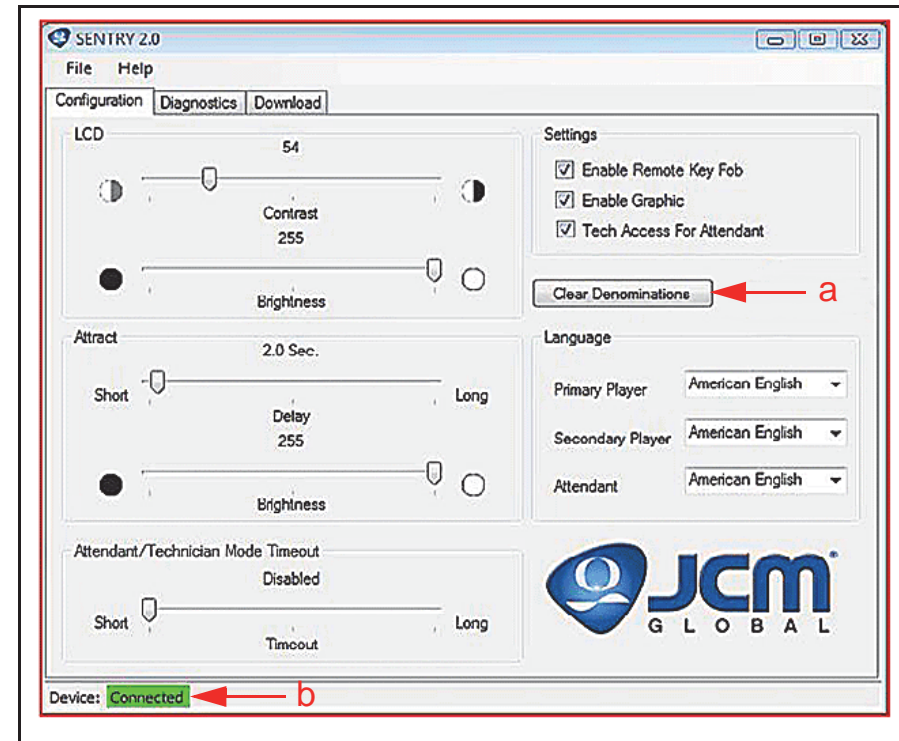 SENTRY 2.0
File Help
Configuration Diagnostics Download
LCD
54
Contrast
255
Brightness
Attract
2.0 Sec.
Short Long
Delay
255
Brightness
Attendant/Technician Mode Timeout
Disabled
Short Long
Timeout
Settings
Enable Remote Key Fob
Enable Graphic
Tech Access For Attendant
Clear Denominations
a
Language
Primary Player American English
Secondary Player American English
Attendant American English
JCM
GLOBAL
Device: Connected
b